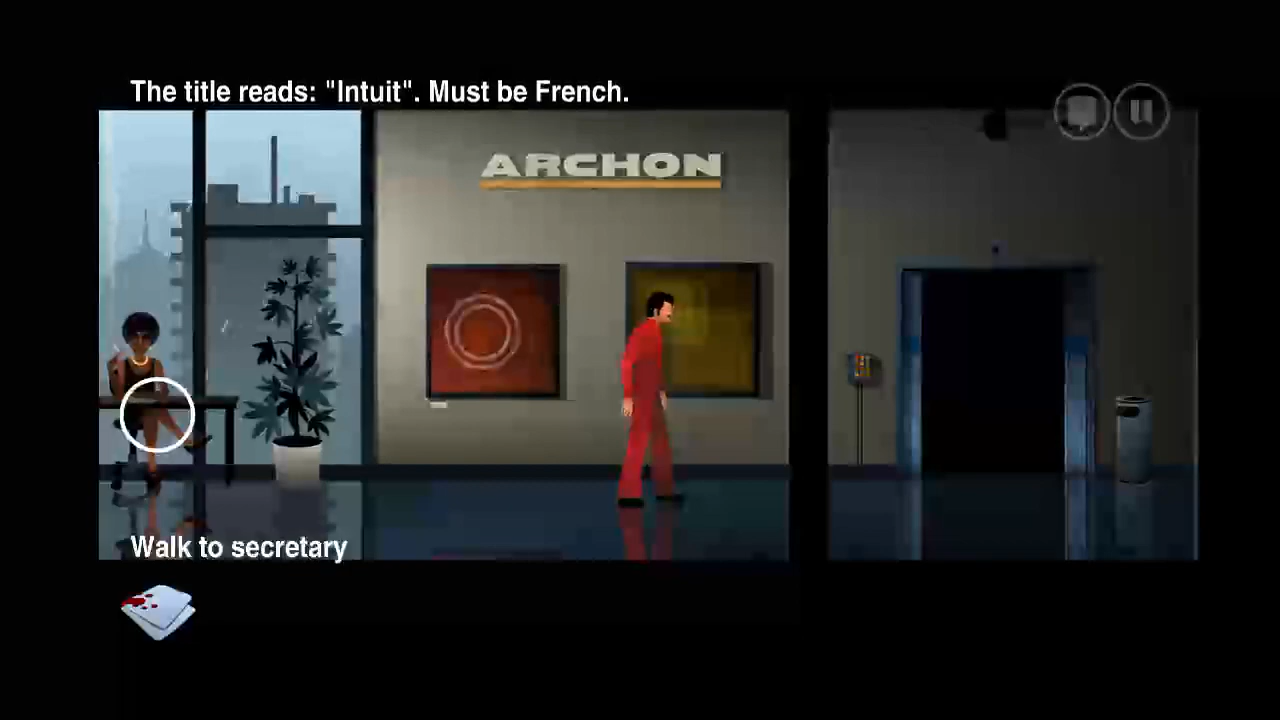 The title reads: "Intuit". Must be French.
ARCHON
Walk to secretary